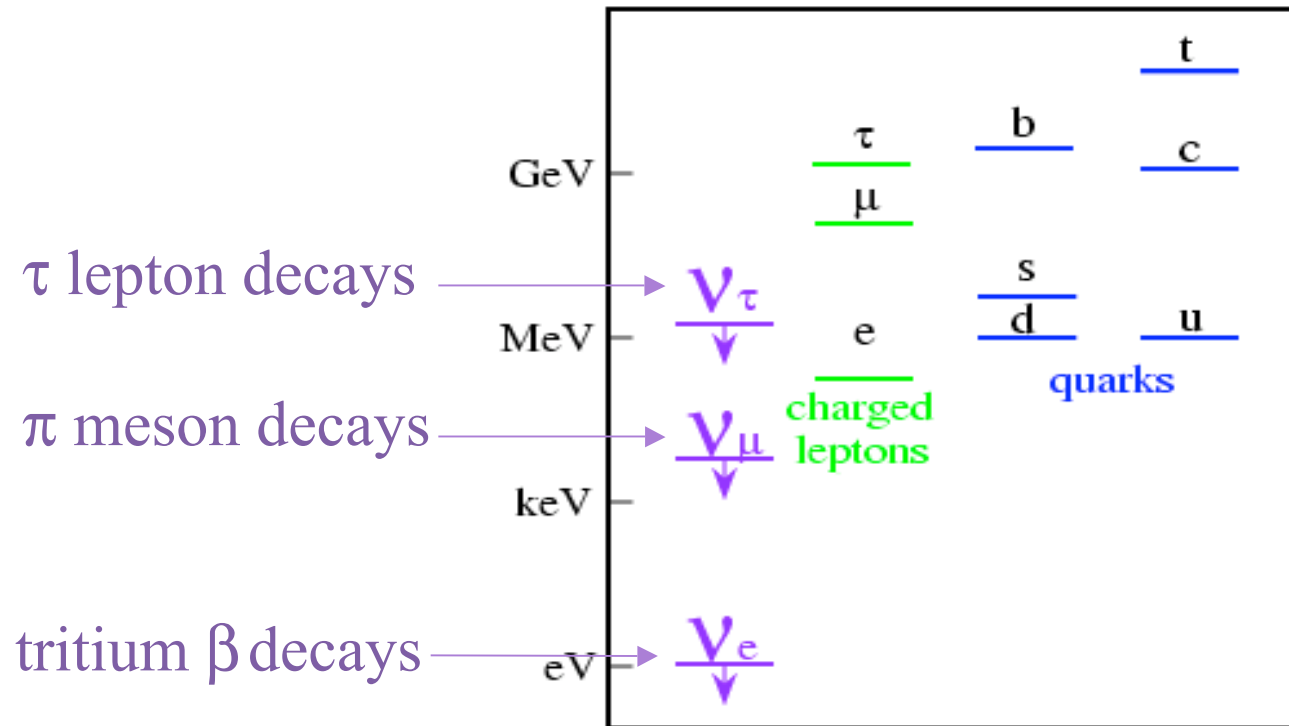 t
b
τ
c
GeV
μ
τ lepton decays
ντ
s
MeV
e
d
u
quarks
charged
leptons
π meson decays
νμ
keV
tritium β decays
eV
νe